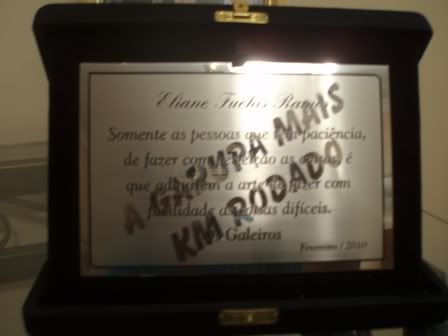 Eliane Fuchs Ramos
Somente as pessoas que têm paciência,
de fazer com perfeição as coisas, é
que adquirem a arte de fazer com
facilidade as coisas difíceis.
Galeiros
Fevereiro / 2010
A GAROUPA MAIS
KM RODADO